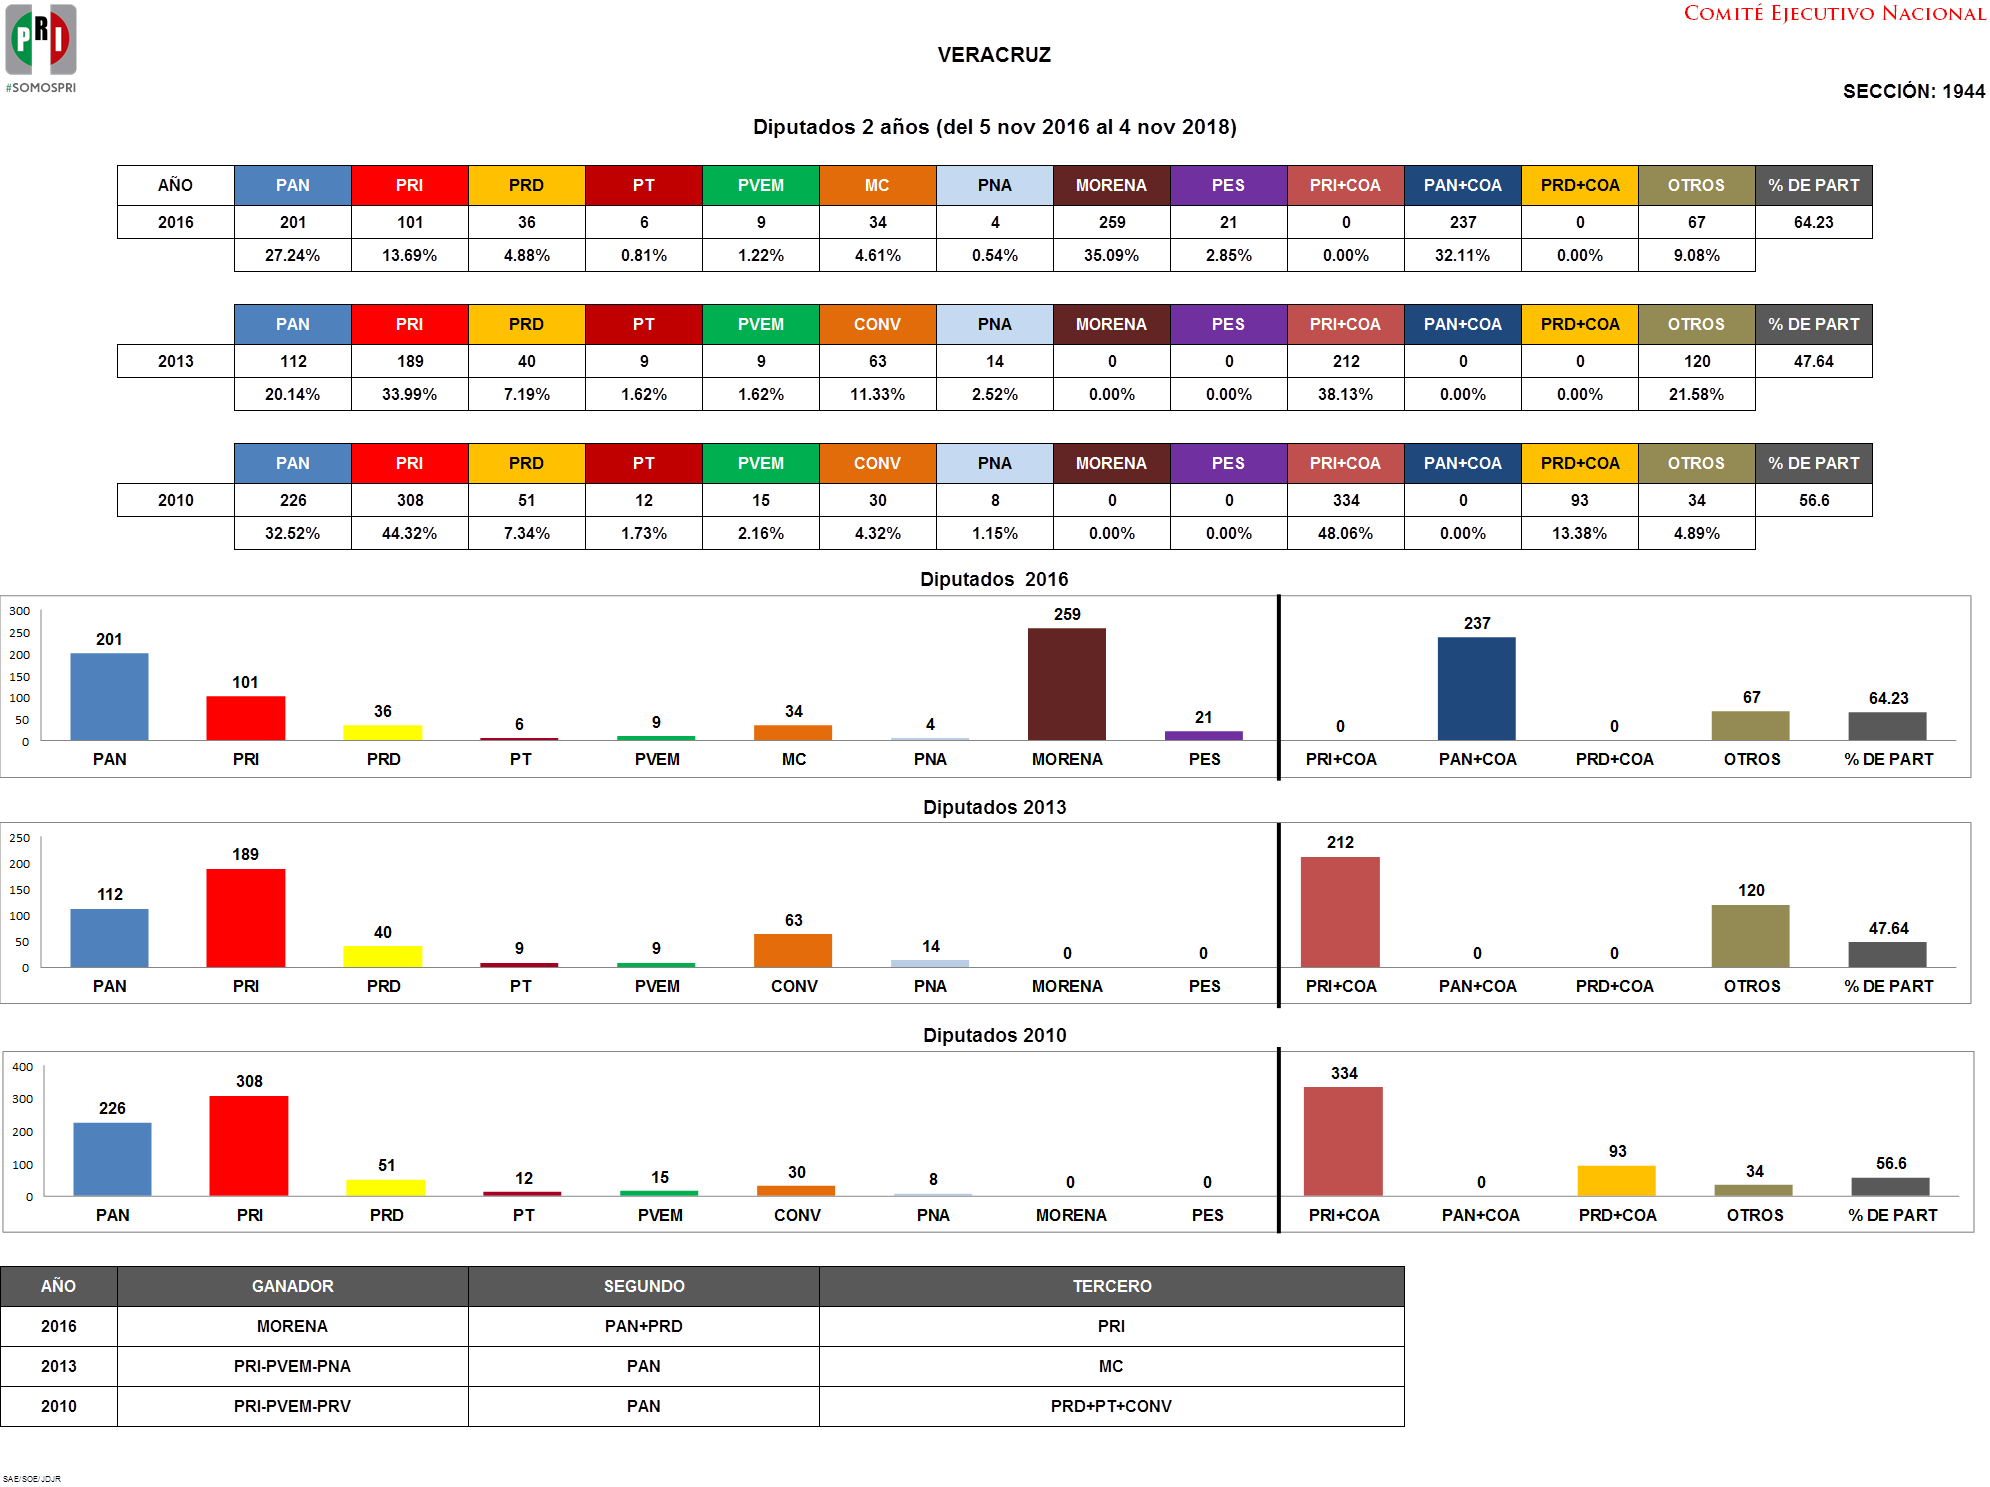 PRI
#SOMOSPRI
COMITÉ EJECUTIVO NACIONAL
VERACRUZ
SECCIÓN: 1944
Diputados 2 años (del 5 nov 2016 al 4 nov 2018)
AÑO PAN PRI PRD PT PVEM MC PNA MORENA PES PRI+COA PAN+COA PRD+COA OTROS % DE PART
2016 201 101 36 6 9 34 4 259 21 0 237 0 67 64.23
27.24% 13.69% 4.88% 0.81% 1.22% 4.61% 0.54% 35.09% 2.85% 0.00% 32.11% 0.00% 9.08%
PAN PRI PRD PT PVEM CONV PNA MORENA PES PRI+COA PAN+COA PRD+COA OTROS % DE PART
2013 112 189 40 9 9 63 14 0 0 212 0 0 120 47.64
20.14% 33.99% 7.19% 1.62% 1.62% 11.33% 2.52% 0.00% 0.00% 38.13% 0.00% 0.00% 21.58%
PAN PRI PRD PT PVEM CONV PNA MORENA PES PRI+COA PAN+COA PRD+COA OTROS % DE PART
2010 226 308 51 12 15 30 8 0 0 334 0 93 34 56.6
32.52% 44.32% 7.34% 1.73% 2.16% 4.32% 1.15% 0.00% 0.00% 48.06% 0.00% 13.38% 4.89%
Diputados 2016
300
250
200
150
100
50
0
201 101 36 6 9 34 4 259 21 0 237 0 67 64.23
PAN PRI PRD PT PVEM MC PNA MORENA PES PRI+COA PAN+COA PRD+COA OTROS % DE PART
Diputados 2013
250
200
150
100
50
0
112 189 40 9 9 63 14 0 0 212 0 0 120 47.64
PAN PRI PRD PT PVEM CONV PNA MORENA PES PRI+COA PAN+COA PRD+COA OTROS % DE PART
Diputados 2010
400
300
200
100
0
226 308 51 12 15 30 8 0 0 334 0 93 34 56.6
PAN PRI PRD PT PVEM CONV PNA MORENA PES PRI+COA PAN+COA PRD+COA OTROS % DE PART
AÑO GANADOR SEGUNDO TERCERO
2016 MORENA PAN+PRD PRI
2013 PRI-PVEM-PNA PAN MC
2010 PRI-PVEM-PRV PAN PRD+PT+CONV
SAE/SOE/JDJR